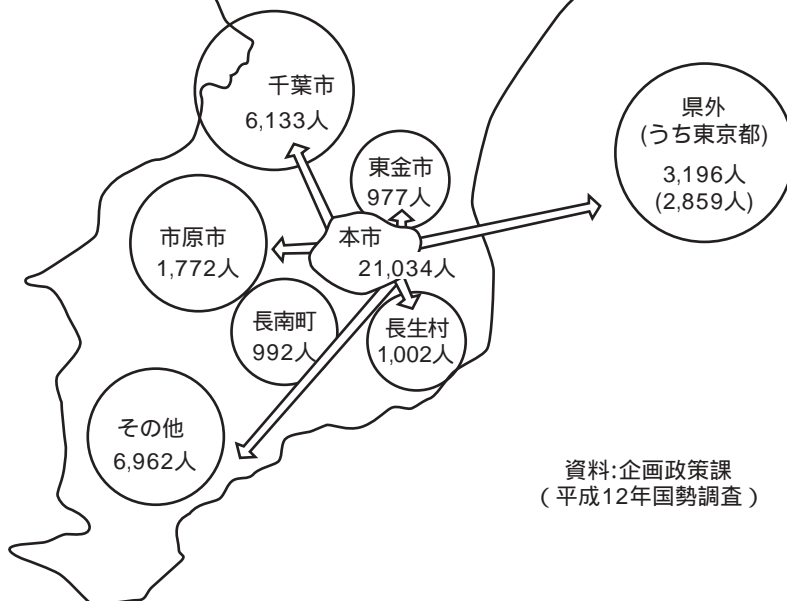 千葉市
6,133人
県外
(うち東京都)
3,196人
(2,859人)
東金市
977人
市原市
1,772人
本市
21,034人
長南町
992人
長生村
1,002人
その他
6,962人
資料:企画政策課
(平成12年国勢調査)